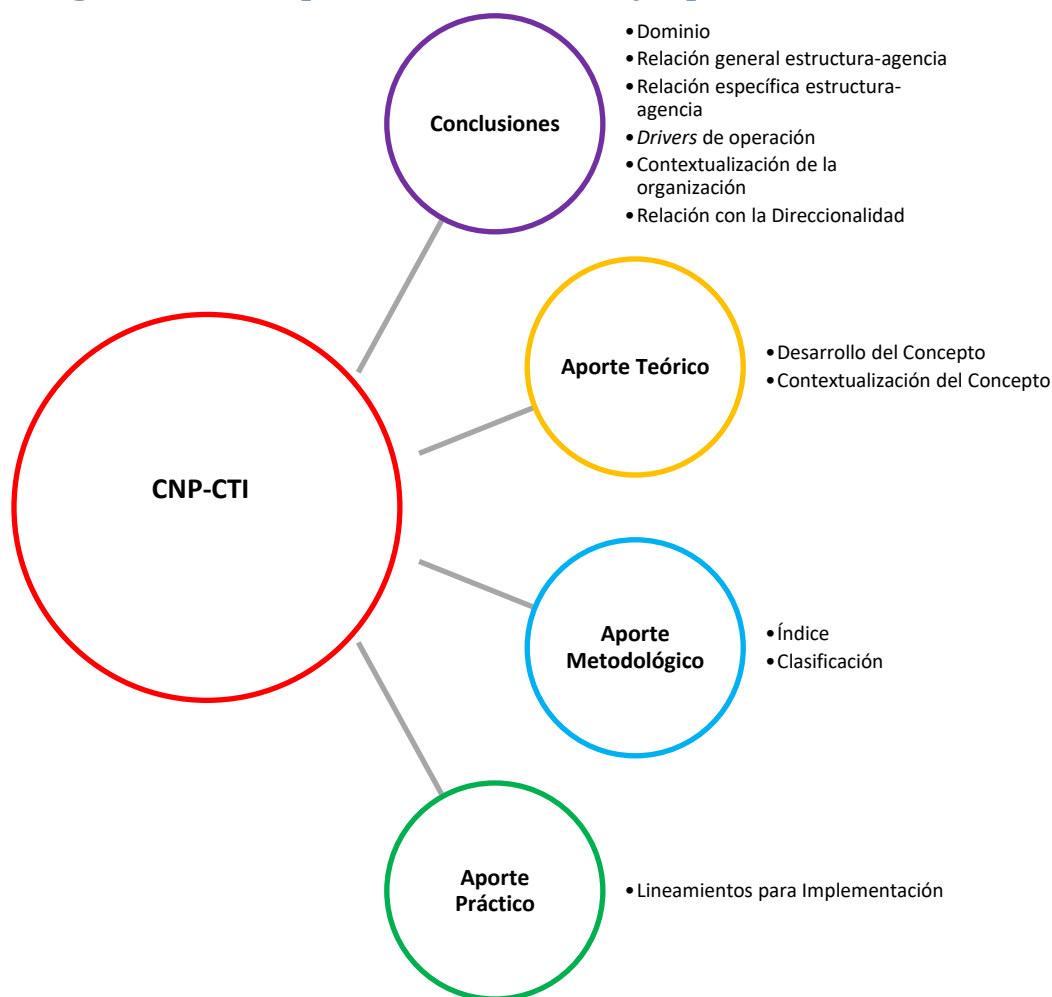 Conclusiones
•Dominio
•Relación general estructura-agencia
•Relación específica estructura-
agencia
•Drivers de operación
•Contextualización de la
organización
•Relación con la Direccionalidad
Aporte Teórico
•Desarrollo del Concepto
•Contextualización del Concepto
CNP-CTI
Aporte
Metodológico
•Índice
•Clasificación
Aporte
Práctico
•Lineamientos para Implementación